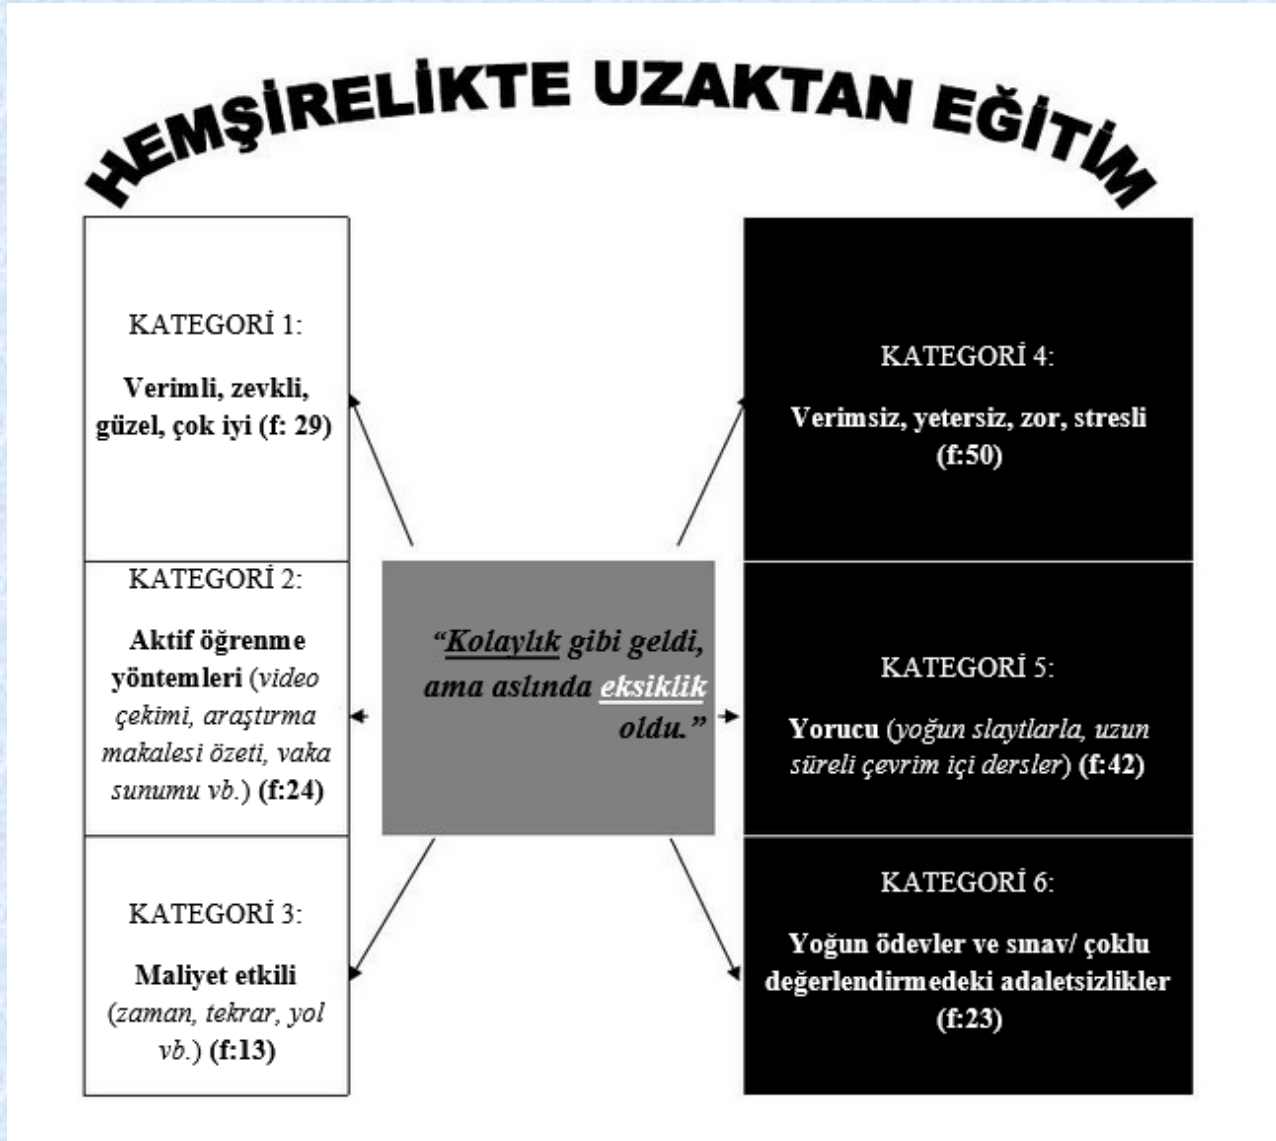 HEMŞİRELİKTE UZAKTAN EĞİTİM
KATEGORİ 1:
Verimli, zevkli,
güzel, çok iyi (f: 29)
KATEGORİ 2:
Aktif öğrenme
yöntemleri (video
çekimi, araştırma
makalesi özeti, vaka
sunumu vb.) (f:24)
KATEGORİ 3:
Maliyet etkili
(zaman, tekrar, yol
vb.) (f:13)
“Kolaylık gibi geldi,
ama aslında eksiklik
oldu.”
KATEGORİ 4:
Verimsiz, yetersiz, zor, stresli
(f:50)
KATEGORİ 5:
Yorucu (yoğun slaytlarla, uzun
süreli çevrim içi dersler) (f:42)
KATEGORİ 6:
Yoğun ödevler ve sınav/ çoklu
değerlendirmedeki adaletsizlikler
(f:23)